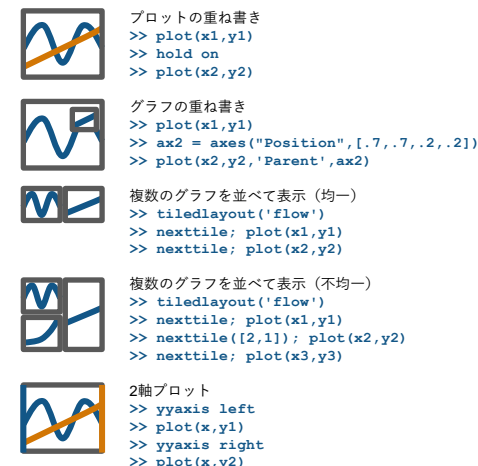 プロットの重ね書き
>> plot(x1,y1)
>> hold on
>> plot(x2,y2)
グラフの重ね書き
>> plot(x1,y1)
>> ax2 = axes("Position",[.7,.7,.2,.2])
>> plot(x2,y2,'Parent',ax2)
複数のグラフを並べて表示（均一）
>> tiledlayout('flow')
>> nexttile; plot(x1,y1)
>> nexttile; plot(x2,y2)
複数のグラフを並べて表示（不均一）
>> tiledlayout('flow')
>> nexttile; plot(x1,y1)
>> nexttile([2,1]); plot(x2,y2)
>> nexttile; plot(x3,y3)
2軸プロット
>> yyaxis left
>> plot(x,y1)
>> yyaxis right
>> plot(x,y2)